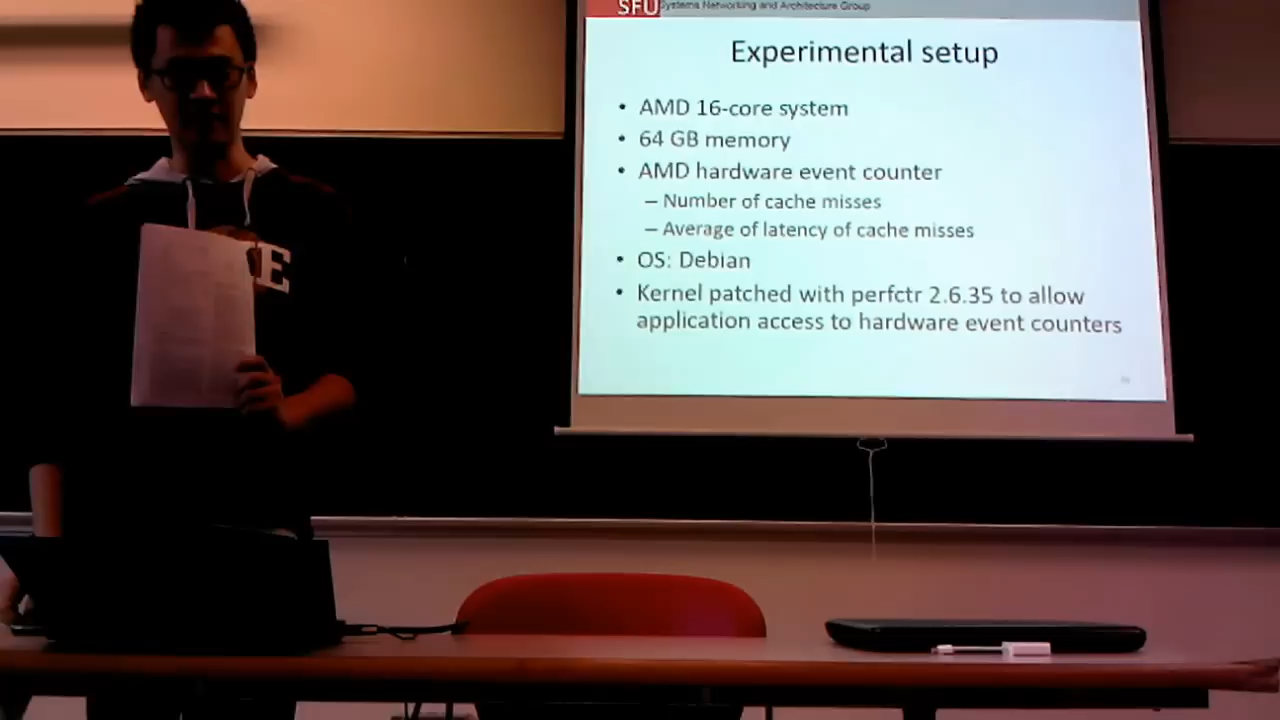 SFU Systems Networking and Architecture Group
Experimental setup
• AMD 16-core system
• 64 GB memory
• AMD hardware event counter
– Number of cache misses
– Average of latency of cache misses
• OS: Debian
• Kernel patched with perfctr 2.6.35 to allow
application access to hardware event counters
E